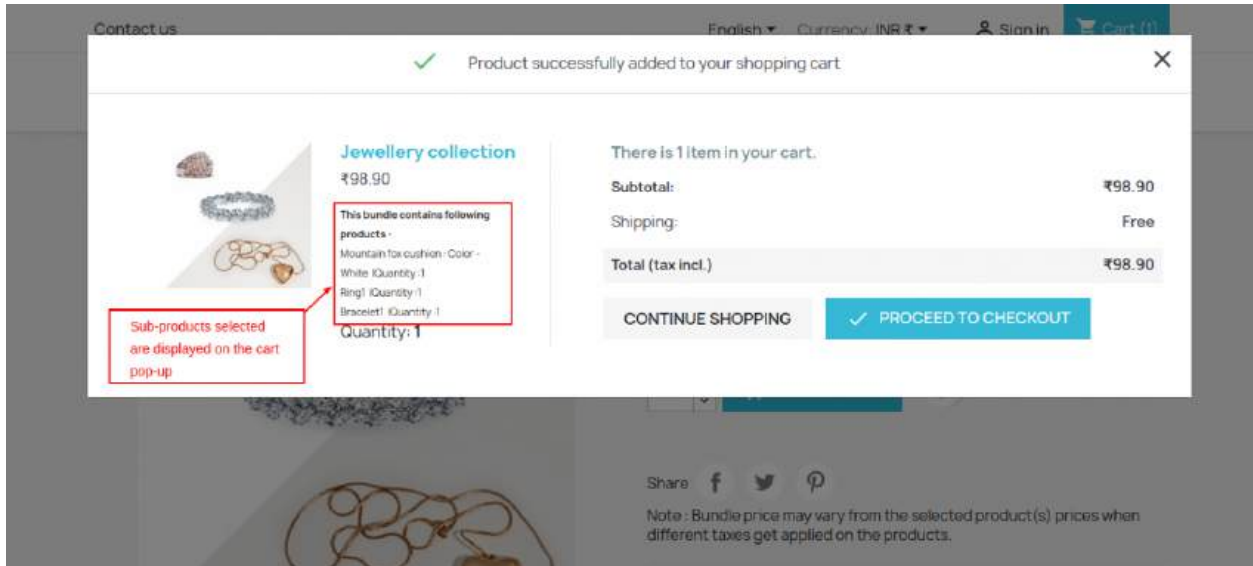 Contact us
English
Currency: INR ₹
Sign in
Cart (1)
Product successfully added to your shopping cart
Jewellery collection
₹98.90
This bundle contains following
products -
Mountain fox cushion : Color -
White |Quantity :1
Ring1 |Quantity :1
Bracelet1 |Quantity :1
Quantity: 1
Sub-products selected
are displayed on the cart
pop-up
There is 1 item in your cart.
Subtotal: ₹98.90
Shipping: Free
Total (tax incl.) ₹98.90
CONTINUE SHOPPING
PROCEED TO CHECKOUT
Share
Note : Bundle price may vary from the selected product(s) prices when
different taxes get applied on the products.